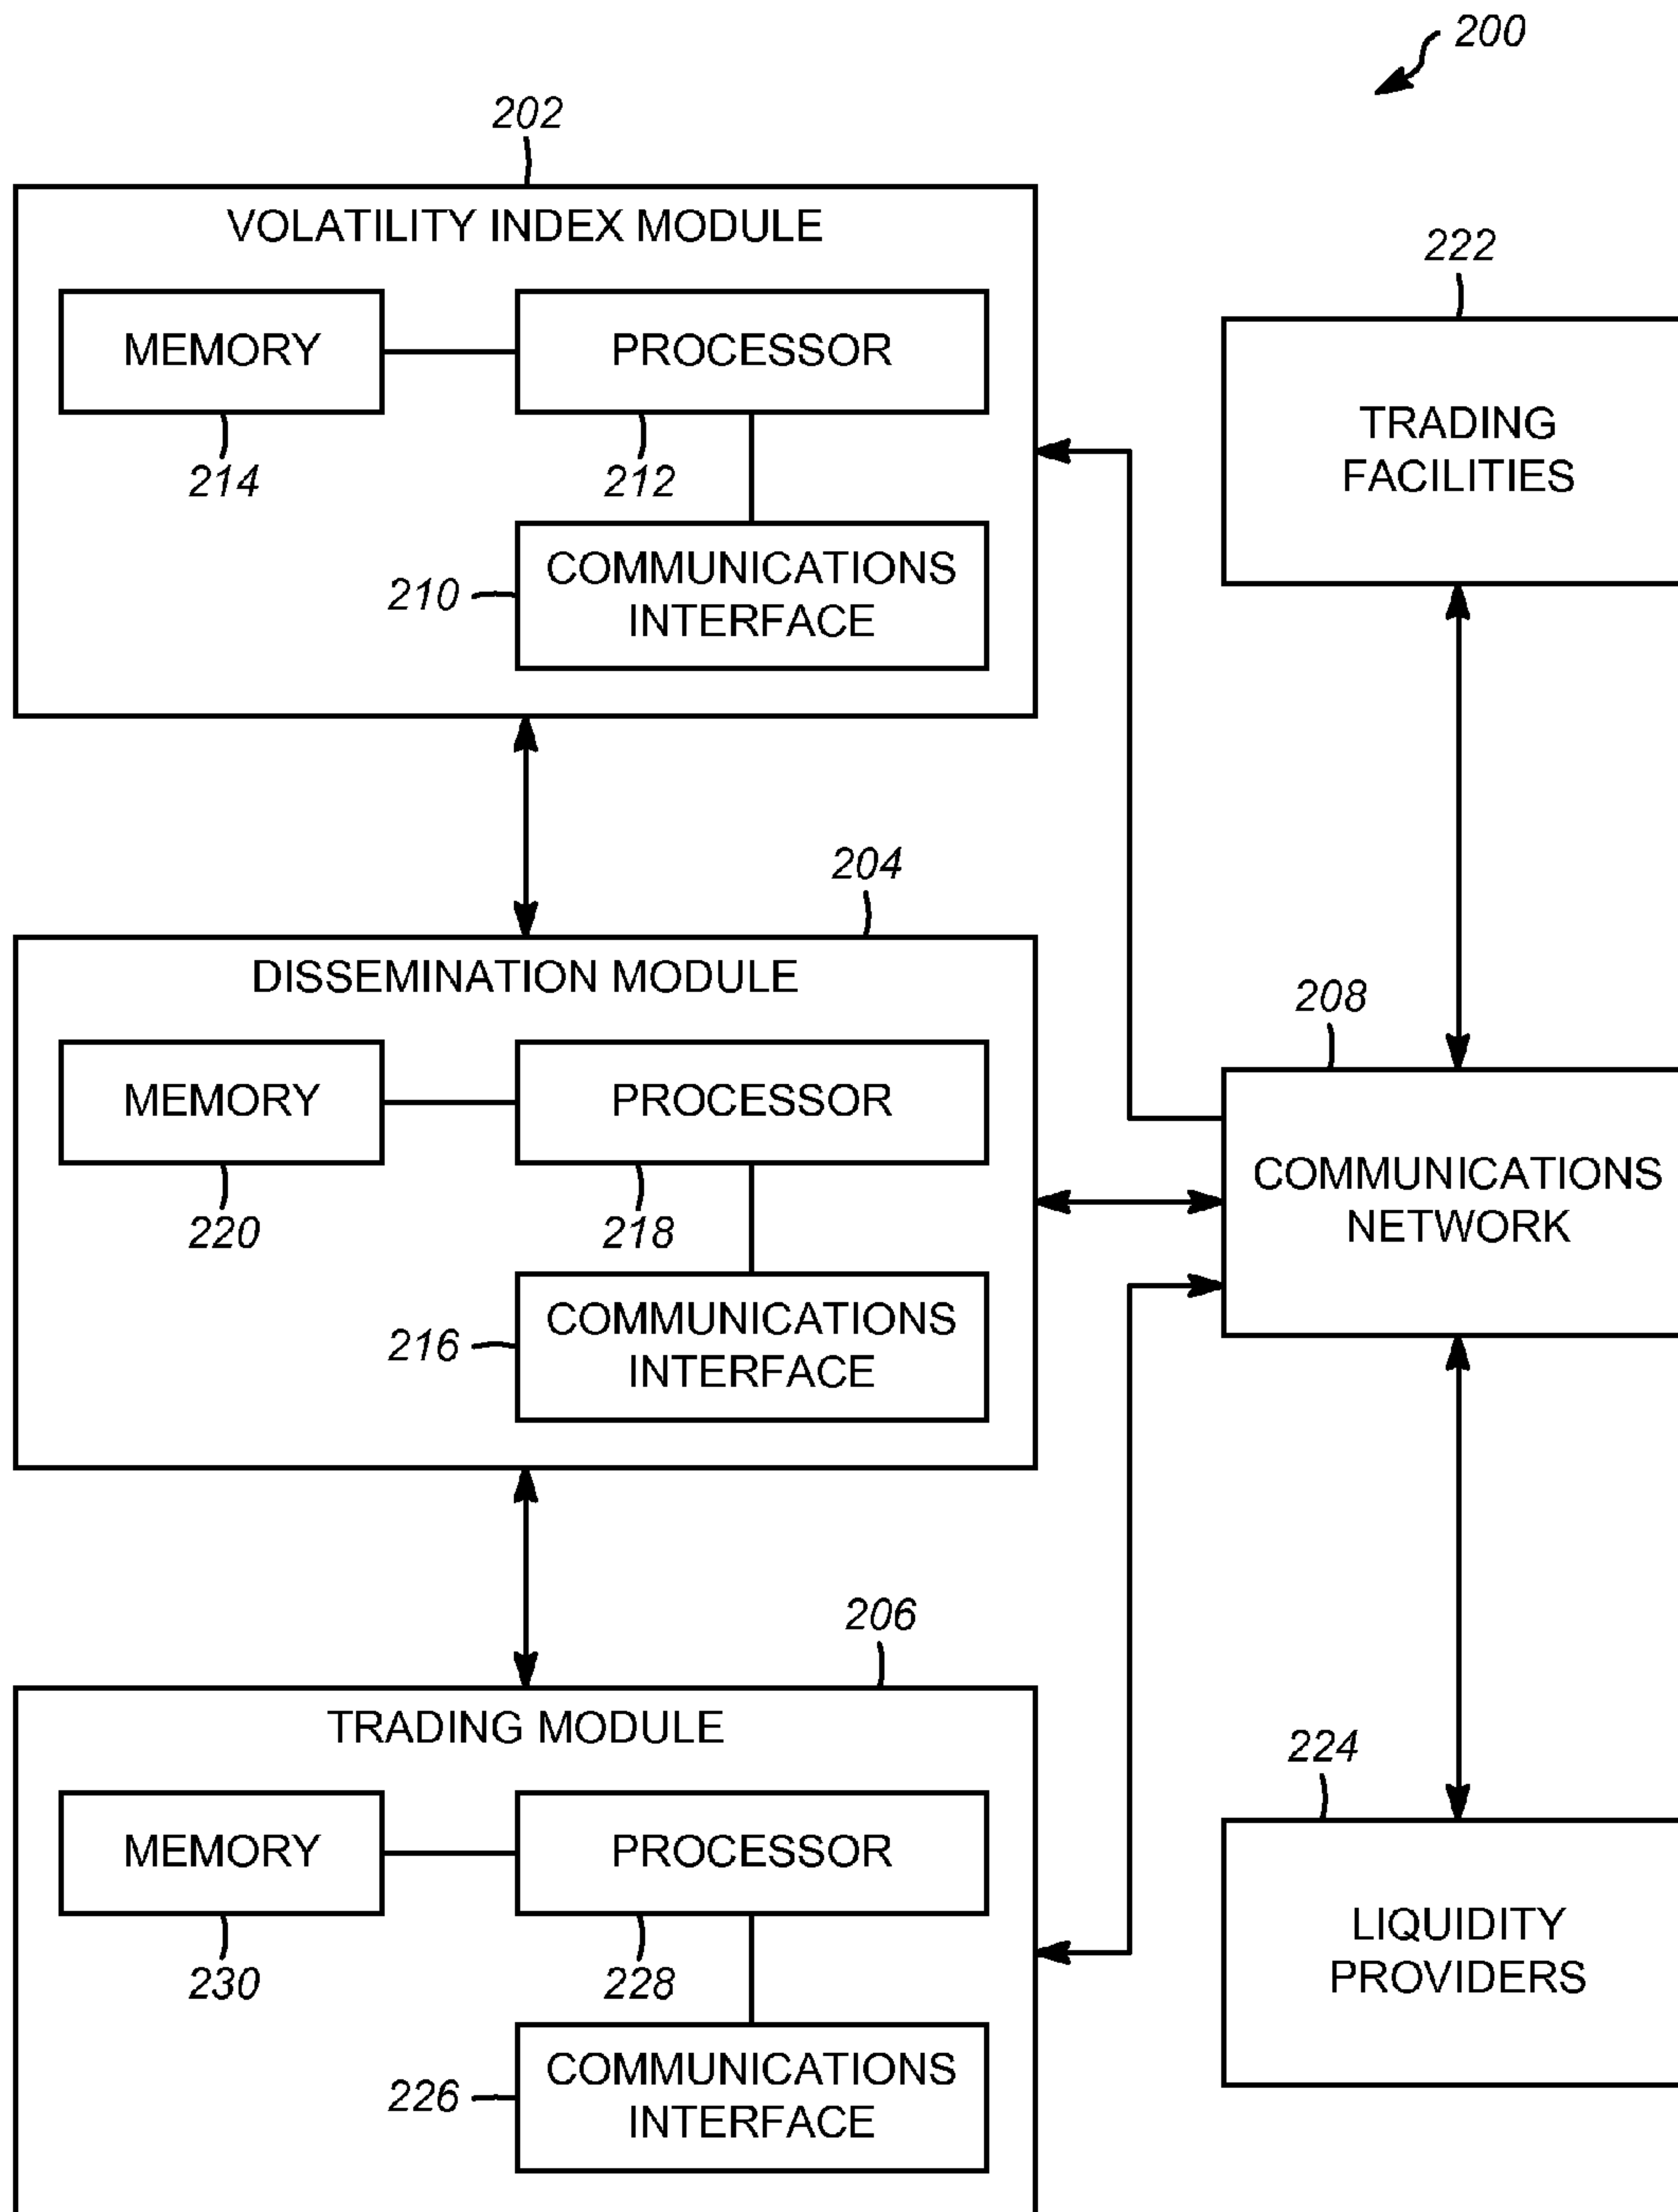 200
202
VOLATILITY INDEX MODULE
MEMORY
PROCESSOR
214
212
210
COMMUNICATIONS
INTERFACE
222
TRADING
FACILITIES
204
DISSEMINATION MODULE
MEMORY
PROCESSOR
220
218
216
COMMUNICATIONS
INTERFACE
208
COMMUNICATIONS
NETWORK
206
TRADING MODULE
MEMORY
PROCESSOR
230
228
226
COMMUNICATIONS
INTERFACE
224
LIQUIDITY
PROVIDERS